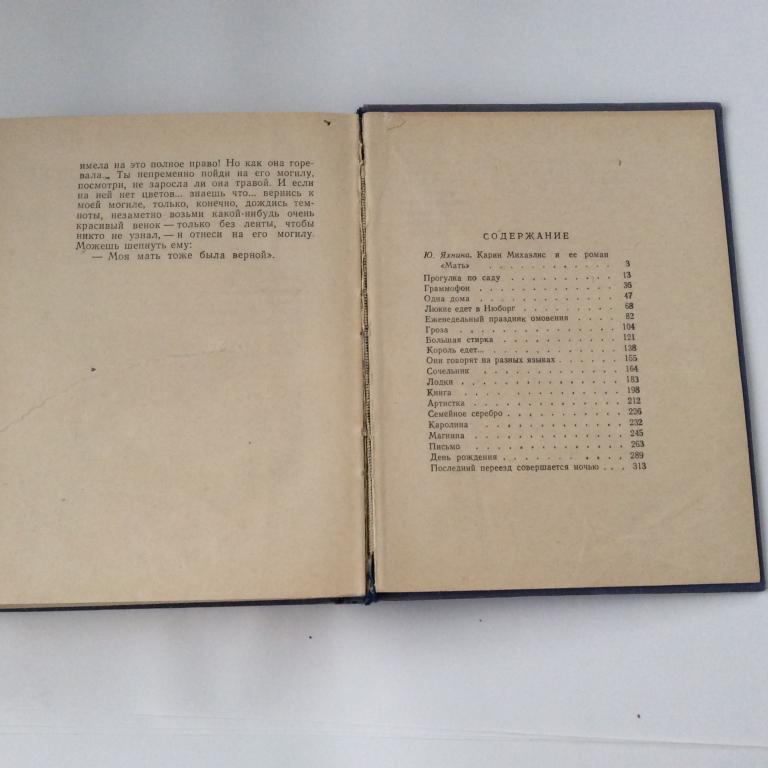 имела на это полное право! Но как она горе-
вала... Ты непременно пойди на его могилу,
посмотри, не заросла ли она травой. И если
на ней нет цветов... знаешь что... вернись к
моей могиле, только, конечно, дождись тем-
ноты, незаметно возьми какой-нибудь очень
красивый венок — только без ленты, чтобы
никто не узнал, — и отнеси на его могилу.
Можешь шепнуть ему:
— Моя мать тоже была верной».
СОДЕРЖАНИЕ
Ю. Яхнина. Карин Михаэлис и ее роман
«Мать» . . . . . . . . . . . 3
Прогулка по саду . . . . . . . . . 13
Граммофон . . . . . . . . . . . 36
Одна дома . . . . . . . . . . . 47
Люкке едет в Нюборг . . . . . . . . 68
Еженедельный праздник омовения . . . . 82
Гроза . . . . . . . . . . . . 104
Большая стирка . . . . . . . . . 121
Король едет... . . . . . . . . . . 138
Они говорят на разных языках . . . . . 155
Сочельник . . . . . . . . . . . 164
Лодки . . . . . . . . . . . . 183
Книга . . . . . . . . . . . . 198
Артистка . . . . . . . . . . . 212
Семейное серебро . . . . . . . . . 226
Каролина . . . . . . . . . . . 232
Магнина . . . . . . . . . . . 245
Письмо . . . . . . . . . . . 263
День рождения . . . . . . . . . 289
Последний переезд совершается ночью . . . 313